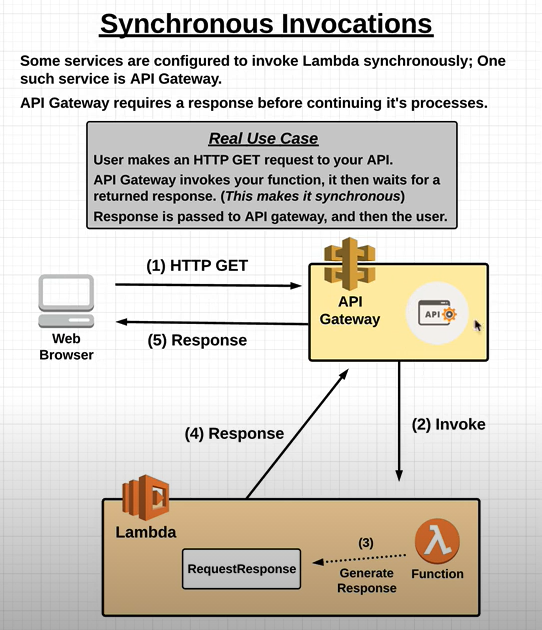 Synchronous Invocations
Some services are configured to invoke Lambda synchronously; One
such service is API Gateway.
API Gateway requires a response before continuing it's processes.
Real Use Case
User makes an HTTP GET request to your API.
API Gateway invokes your function, it then waits for a
returned response. (This makes it synchronous)
Response is passed to API gateway, and then the user.
(1) HTTP GET
API
Gateway
API
Web
Browser
(5) Response
(4) Response
(2) Invoke
Lambda
RequestResponse
(3)
Generate
Response
λ
Function